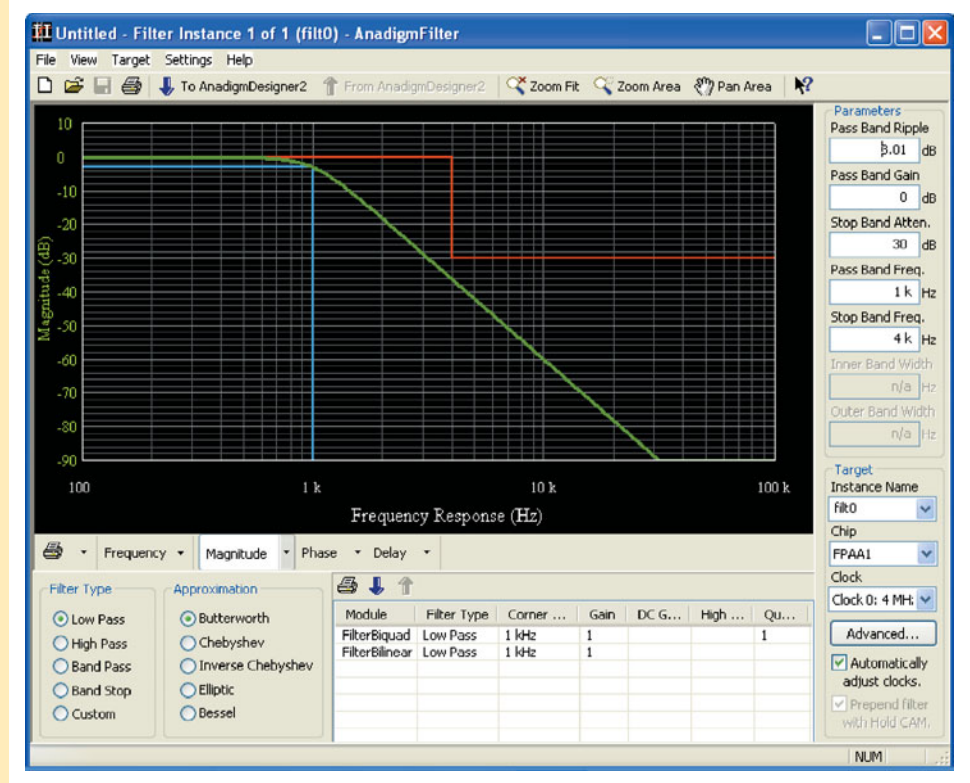 Untitled - Filter Instance 1 of 1 (filt0) - AnadigmFilter
File View Target Settings Help
To AnadigmDesigner2 From AnadigmDesigner2 Zoom Fit Zoom Area Pan Area
10
0
-10
-20
-30
-40
-50
-60
-70
-80
-90
Magnitude (dB)
100 1 k 10 k 100 k
Frequency Response (Hz)
Parameters
Pass Band Ripple
3.01 dB
Pass Band Gain
0 dB
Stop Band Atten.
30 dB
Pass Band Freq.
1 k Hz
Stop Band Freq.
4 k Hz
Inner Band Width
n/a Hz
Outer Band Width
n/a Hz
Target
Instance Name
filt0
Chip
FPAA1
Clock
Clock 0: 4 MH:
Advanced...
Automatically
adjust clocks.
Prepend filter
with Hold CAM.
Frequency Magnitude Phase Delay
Filter Type
Low Pass
High Pass
Band Pass
Band Stop
Custom
Approximation
Butterworth
Chebyshev
Inverse Chebyshev
Elliptic
Bessel
Module Filter Type Corner ... Gain DC G... High ... Qu...
FilterBiquad Low Pass 1 kHz 1 1
FilterBilinear Low Pass 1 kHz 1
NUM